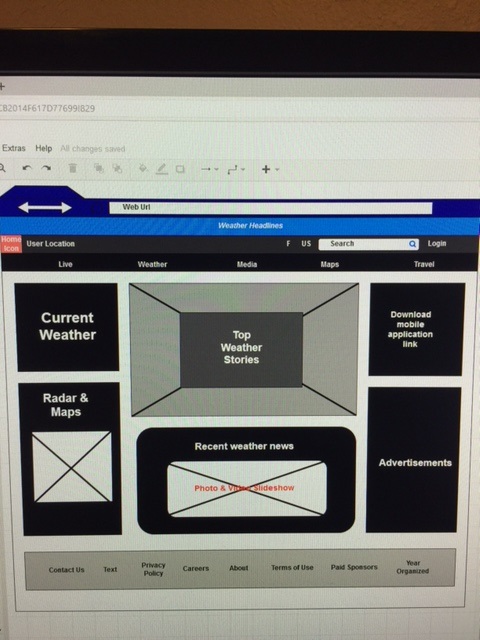 C82014F617D77699I829
Extras Help All changes saved
Web Url
Weather Headlines
Home
Icon
User Location F US Search Login
Live Weather Media Maps Travel
Current
Weather
Top
Weather
Stories
Download
mobile
application
link
Radar &
Maps
Recent weather news
Photo & Video Slideshow
Advertisements
Contact Us Text Privacy
Policy Careers About Terms of Use Paid Sponsors Year
Organized